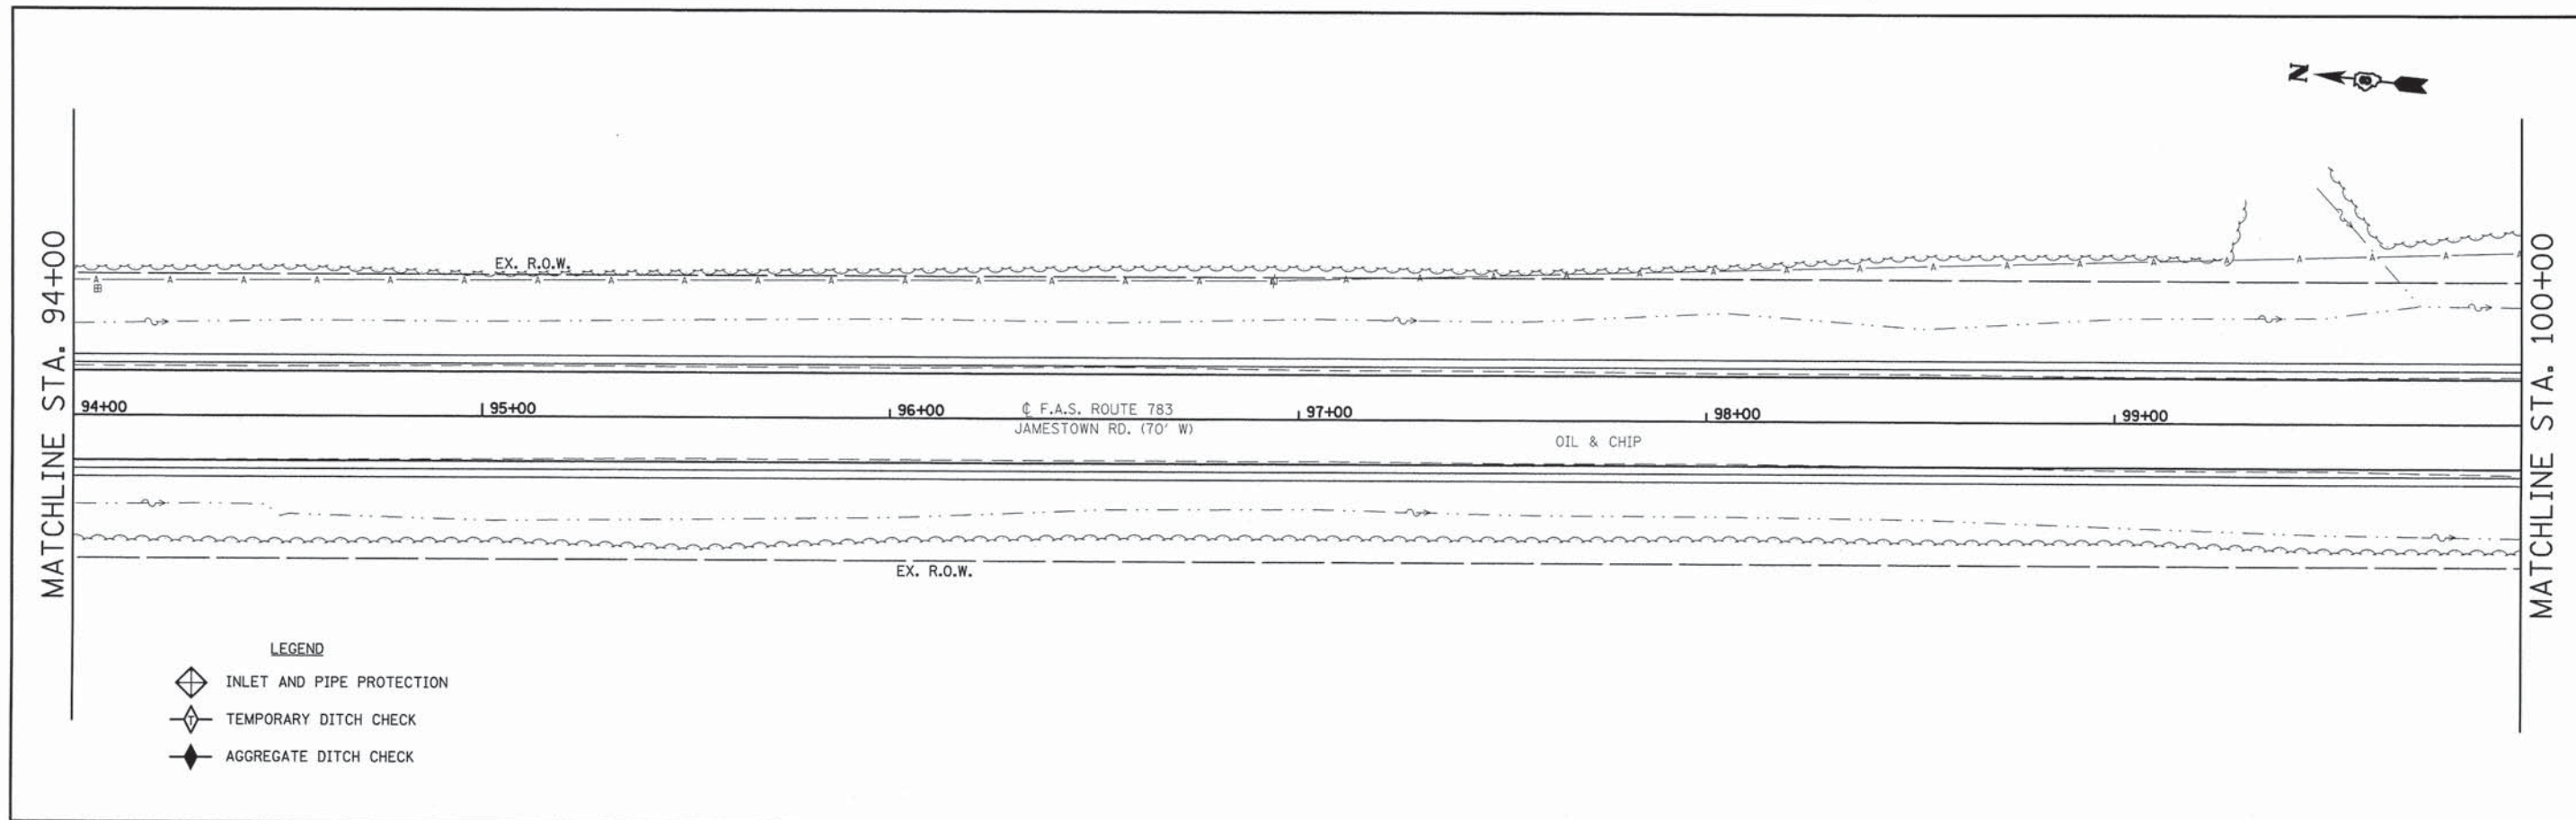 N
MATCHLINE STA. 94+00
MATCHLINE STA. 100+00
EX. R.O.W.
A A A A A A A A A A A A A A A A A A A A A A A A A A A A A A A A A
94+00 95+00 96+00 ℄ F.A.S. ROUTE 783 97+00 98+00 99+00
JAMESTOWN RD. (70' W)
OIL & CHIP
EX. R.O.W.
LEGEND
INLET AND PIPE PROTECTION
T TEMPORARY DITCH CHECK
AGGREGATE DITCH CHECK